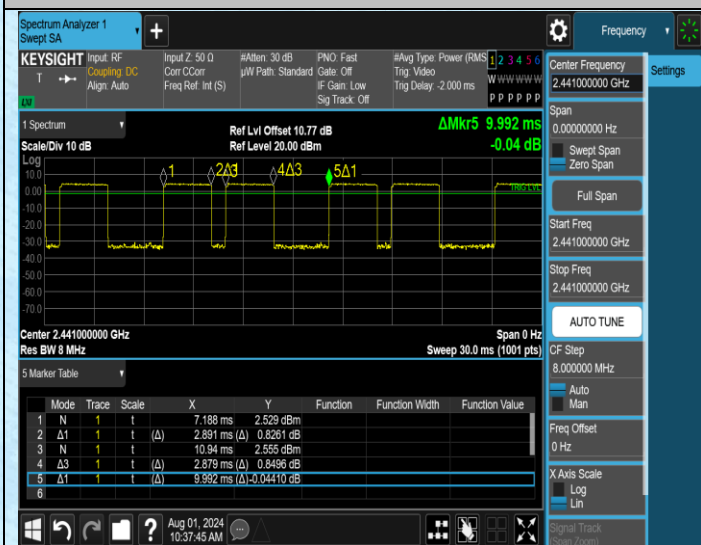 Spectrum Analyzer 1
Swept SA
Frequency
KEYSIGHT
Input: RF
Coupling: DC
Align: Auto
Input Z: 50 Ω
Corr CCorr
Freq Ref: Int (S)
#Atten: 30 dB
µW Path: Standard
PNO: Fast
Gate: Off
IF Gain: Low
Sig Track: Off
#Avg Type: Power (RMS
Trig: Video
Trig Delay: -2.000 ms
1 2 3 4 5 6
W W W W W W
P P P P P P
T
LXI
Center Frequency
2.441000000 GHz
Settings
Span
0.00000000 Hz
Swept Span
Zero Span
Full Span
Start Freq
2.441000000 GHz
Stop Freq
2.441000000 GHz
AUTO TUNE
CF Step
8.000000 MHz
Auto
Man
Freq Offset
0 Hz
X Axis Scale
Log
Lin
Signal Track
(Span Zoom)
1 Spectrum
Scale/Div 10 dB
Ref Lvl Offset 10.77 dB
Ref Level 20.00 dBm
ΔMkr5 9.992 ms
-0.04 dB
Log
10.0
0.00
-10.0
-20.0
-30.0
-40.0
-50.0
-60.0
-70.0
1
2Δ1
3
4Δ3
5Δ1
TRIG LVL
Center 2.441000000 GHz
Res BW 8 MHz
Span 0 Hz
Sweep 30.0 ms (1001 pts)
5 Marker Table
Mode Trace Scale X Y Function Function Width Function Value
1 N 1 t 7.188 ms 2.529 dBm
2 Δ1 1 t (Δ) 2.891 ms (Δ) 0.8261 dB
3 N 1 t 10.94 ms 2.555 dBm
4 Δ3 1 t (Δ) 2.879 ms (Δ) 0.8496 dB
5 Δ1 1 t (Δ) 9.992 ms (Δ) -0.04410 dB
6
?
Aug 01, 2024
10:37:45 AM